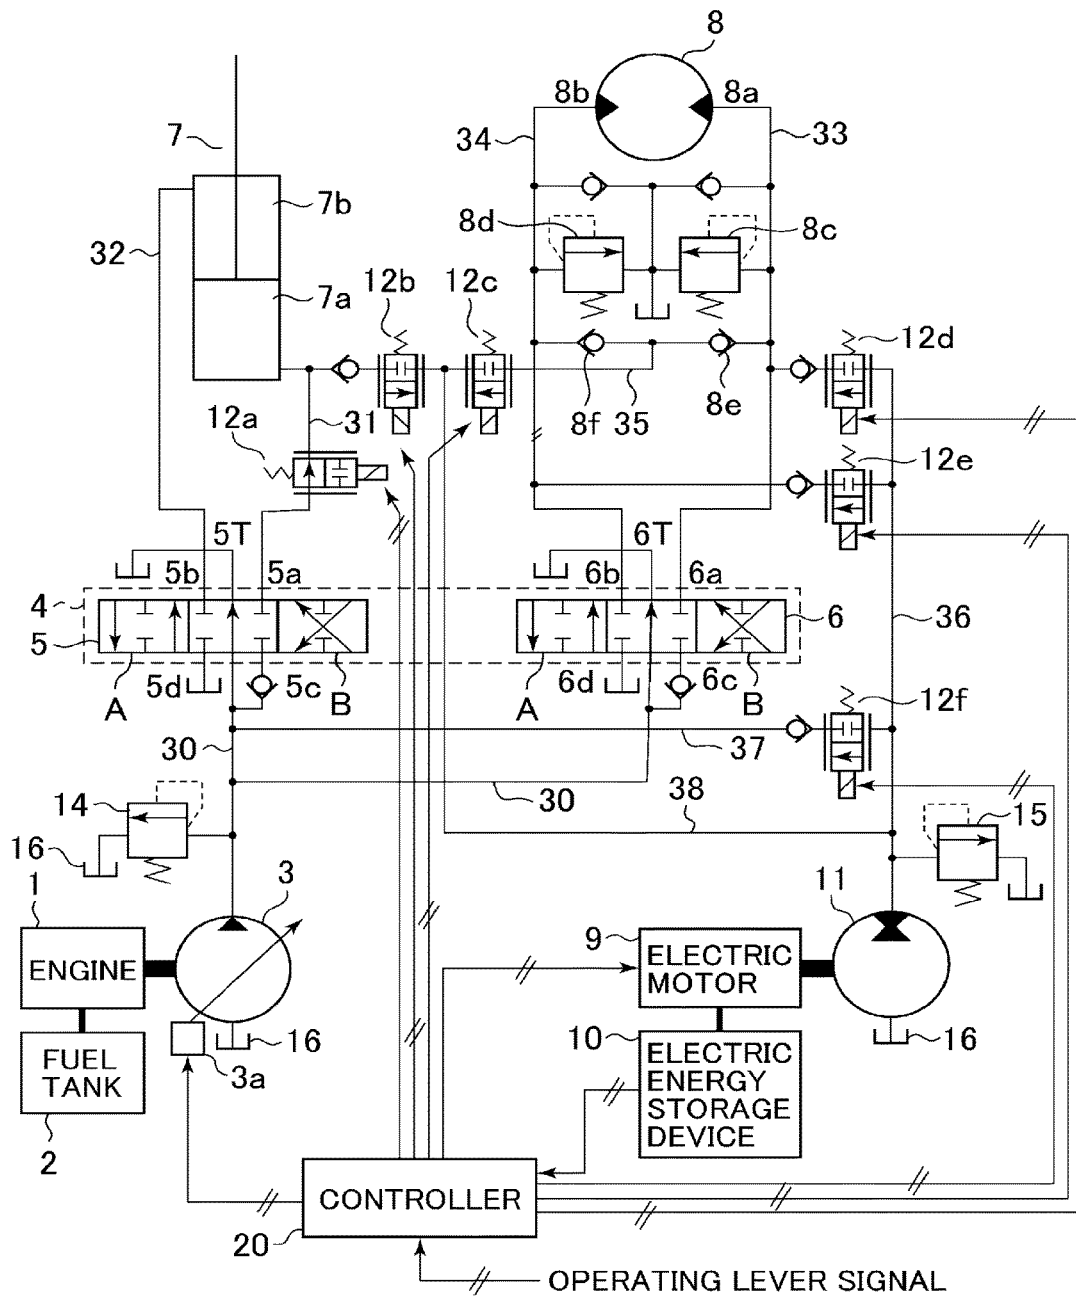 8
8b
8a
34
33
7
7b
8d
8c
32
12b
12c
7a
12d
12a
31
8f
35
8e
12e
5T
6T
5b
5a
6b
6a
4
6
5
36
A
5d
5c
B
A
6d
6c
B
12f
30
37
14
30
38
15
16
1
3
11
9
ENGINE
ELECTRIC
MOTOR
16
10
16
FUEL
TANK
3a
ELECTRIC
ENERGY
STORAGE
DEVICE
2
CONTROLLER
20
OPERATING LEVER SIGNAL